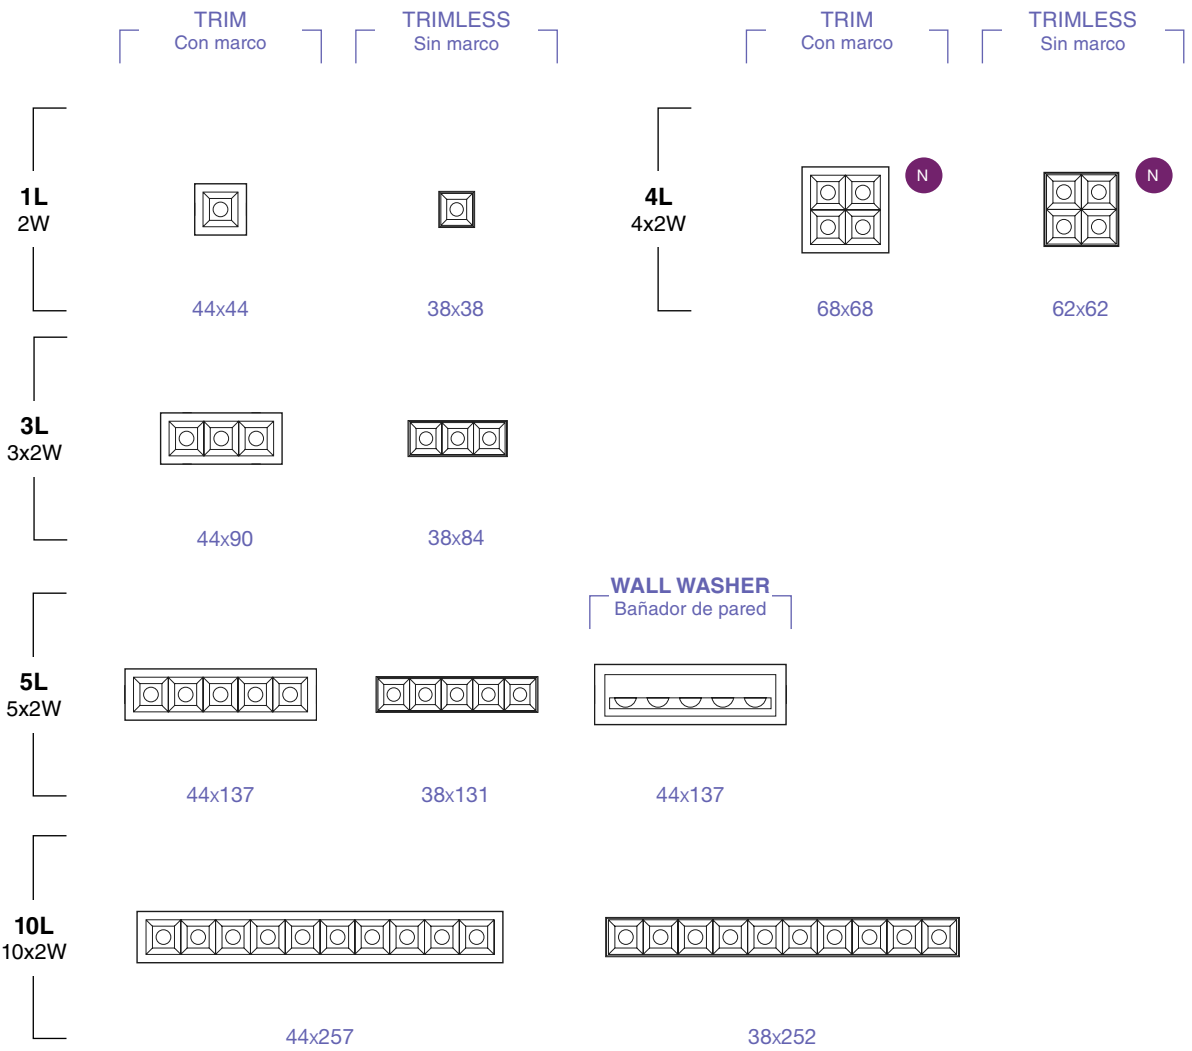 TRIM
Con marco
TRIMLESS
Sin marco
TRIM
Con marco
TRIMLESS
Sin marco
1L
2W
44x44
38x38
4L
4x2W
N
N
68x68
62x62
3L
3x2W
44x90
38x84
WALL WASHER
Bañador de pared
5L
5x2W
44x137
38x131
44x137
10L
10x2W
44x257
38x252